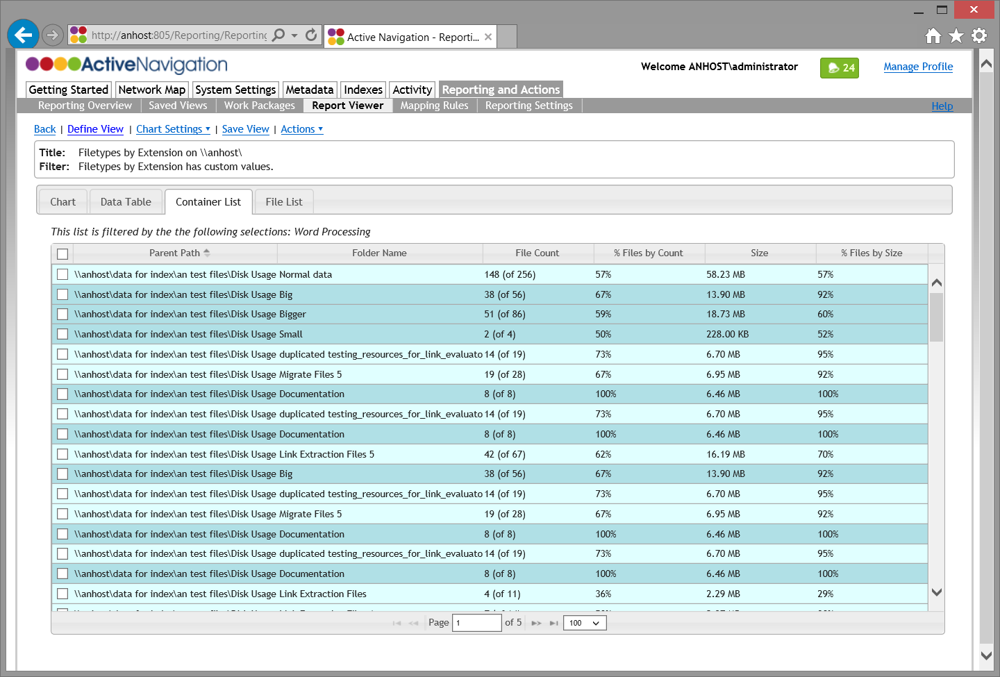 http://anhost:805/Reporting/Reporting
Active Navigation - Reporti...
ActiveNavigation
Welcome ANHOST\administrator
24
Manage Profile
Getting Started Network Map System Settings Metadata Indexes Activity Reporting and Actions
Reporting Overview Saved Views Work Packages Report Viewer Mapping Rules Reporting Settings Help
Back | Define View | Chart Settings ▾ | Save View | Actions ▾
Title: Filetypes by Extension on \\anhost\
Filter: Filetypes by Extension has custom values.
Chart Data Table Container List File List
This list is filtered by the the following selections: Word Processing
Parent Path Folder Name File Count % Files by Count Size % Files by Size
\\anhost\data for index\an test files\Disk Usage Normal data 148 (of 256) 57% 58.23 MB 57%
\\anhost\data for index\an test files\Disk Usage Big 38 (of 56) 67% 13.90 MB 92%
\\anhost\data for index\an test files\Disk Usage Bigger 51 (of 86) 59% 18.73 MB 60%
\\anhost\data for index\an test files\Disk Usage Small 2 (of 4) 50% 228.00 KB 52%
\\anhost\data for index\an test files\Disk Usage duplicated testing_resources_for_link_evaluato 14 (of 19) 73% 6.70 MB 95%
\\anhost\data for index\an test files\Disk Usage Migrate Files 5 19 (of 28) 67% 6.95 MB 92%
\\anhost\data for index\an test files\Disk Usage Documentation 8 (of 8) 100% 6.46 MB 100%
\\anhost\data for index\an test files\Disk Usage duplicated testing_resources_for_link_evaluato 14 (of 19) 73% 6.70 MB 95%
\\anhost\data for index\an test files\Disk Usage Documentation 8 (of 8) 100% 6.46 MB 100%
\\anhost\data for index\an test files\Disk Usage Link Extraction Files 5 42 (of 67) 62% 16.19 MB 70%
\\anhost\data for index\an test files\Disk Usage Big 38 (of 56) 67% 13.90 MB 92%
\\anhost\data for index\an test files\Disk Usage duplicated testing_resources_for_link_evaluato 14 (of 19) 73% 6.70 MB 95%
\\anhost\data for index\an test files\Disk Usage Migrate Files 5 19 (of 28) 67% 6.95 MB 92%
\\anhost\data for index\an test files\Disk Usage Documentation 8 (of 8) 100% 6.46 MB 100%
\\anhost\data for index\an test files\Disk Usage duplicated testing_resources_for_link_evaluato 14 (of 19) 73% 6.70 MB 95%
\\anhost\data for index\an test files\Disk Usage Documentation 8 (of 8) 100% 6.46 MB 100%
\\anhost\data for index\an test files\Disk Usage Link Extraction Files 4 (of 11) 36% 2.29 MB 29%
Page 1 of 5 100